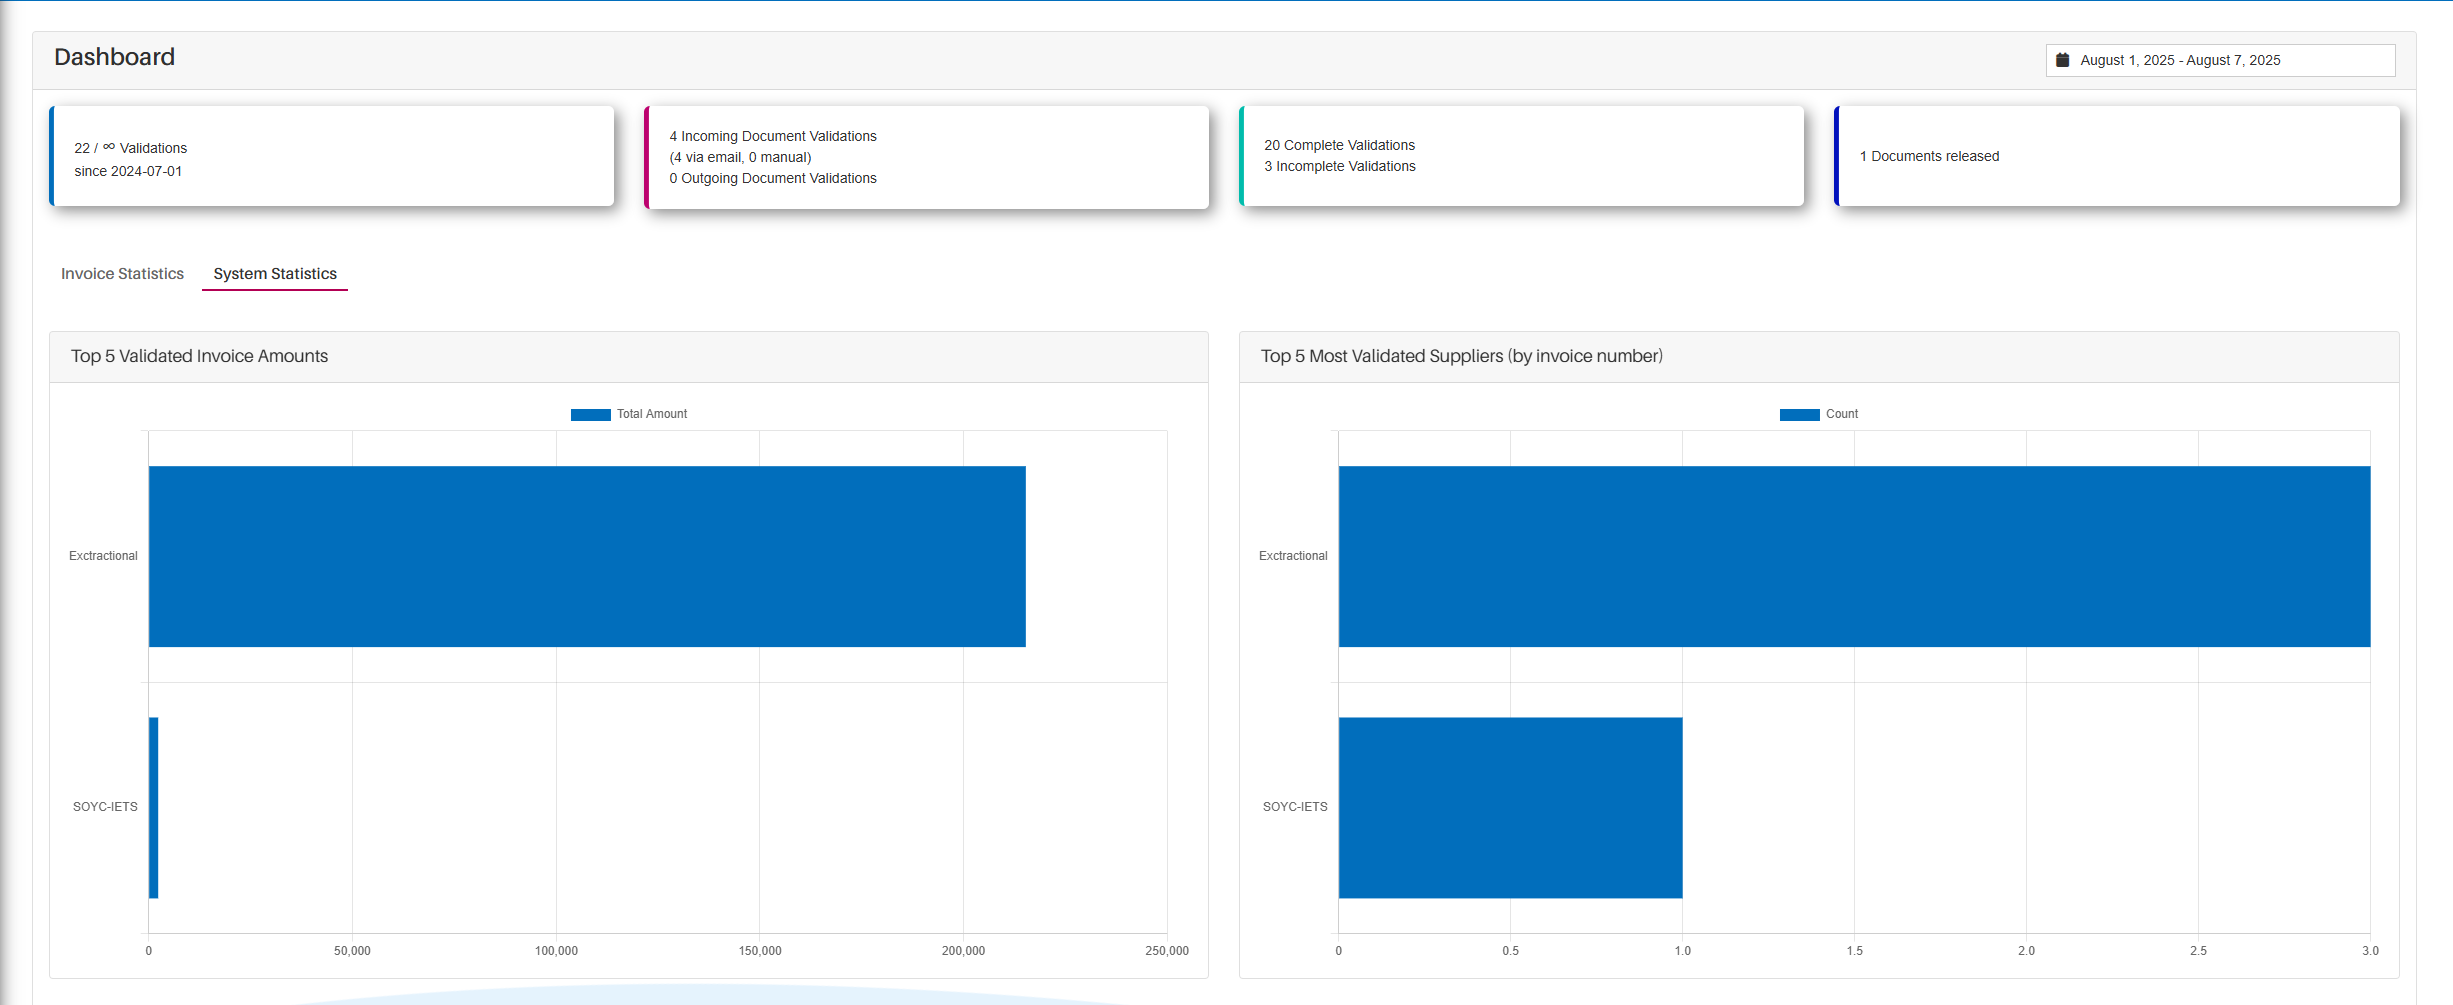 Dashboard
August 1, 2025 - August 7, 2025
22 / ∞ Validations
since 2024-07-01
4 Incoming Document Validations
(4 via email, 0 manual)
0 Outgoing Document Validations
20 Complete Validations
3 Incomplete Validations
1 Documents released
Invoice Statistics
System Statistics
Top 5 Validated Invoice Amounts
Total Amount
Exctractional
SOYC-IETS
0 50,000 100,000 150,000 200,000 250,000
Top 5 Most Validated Suppliers (by invoice number)
Count
Exctractional
SOYC-IETS
0 0.5 1.0 1.5 2.0 2.5 3.0